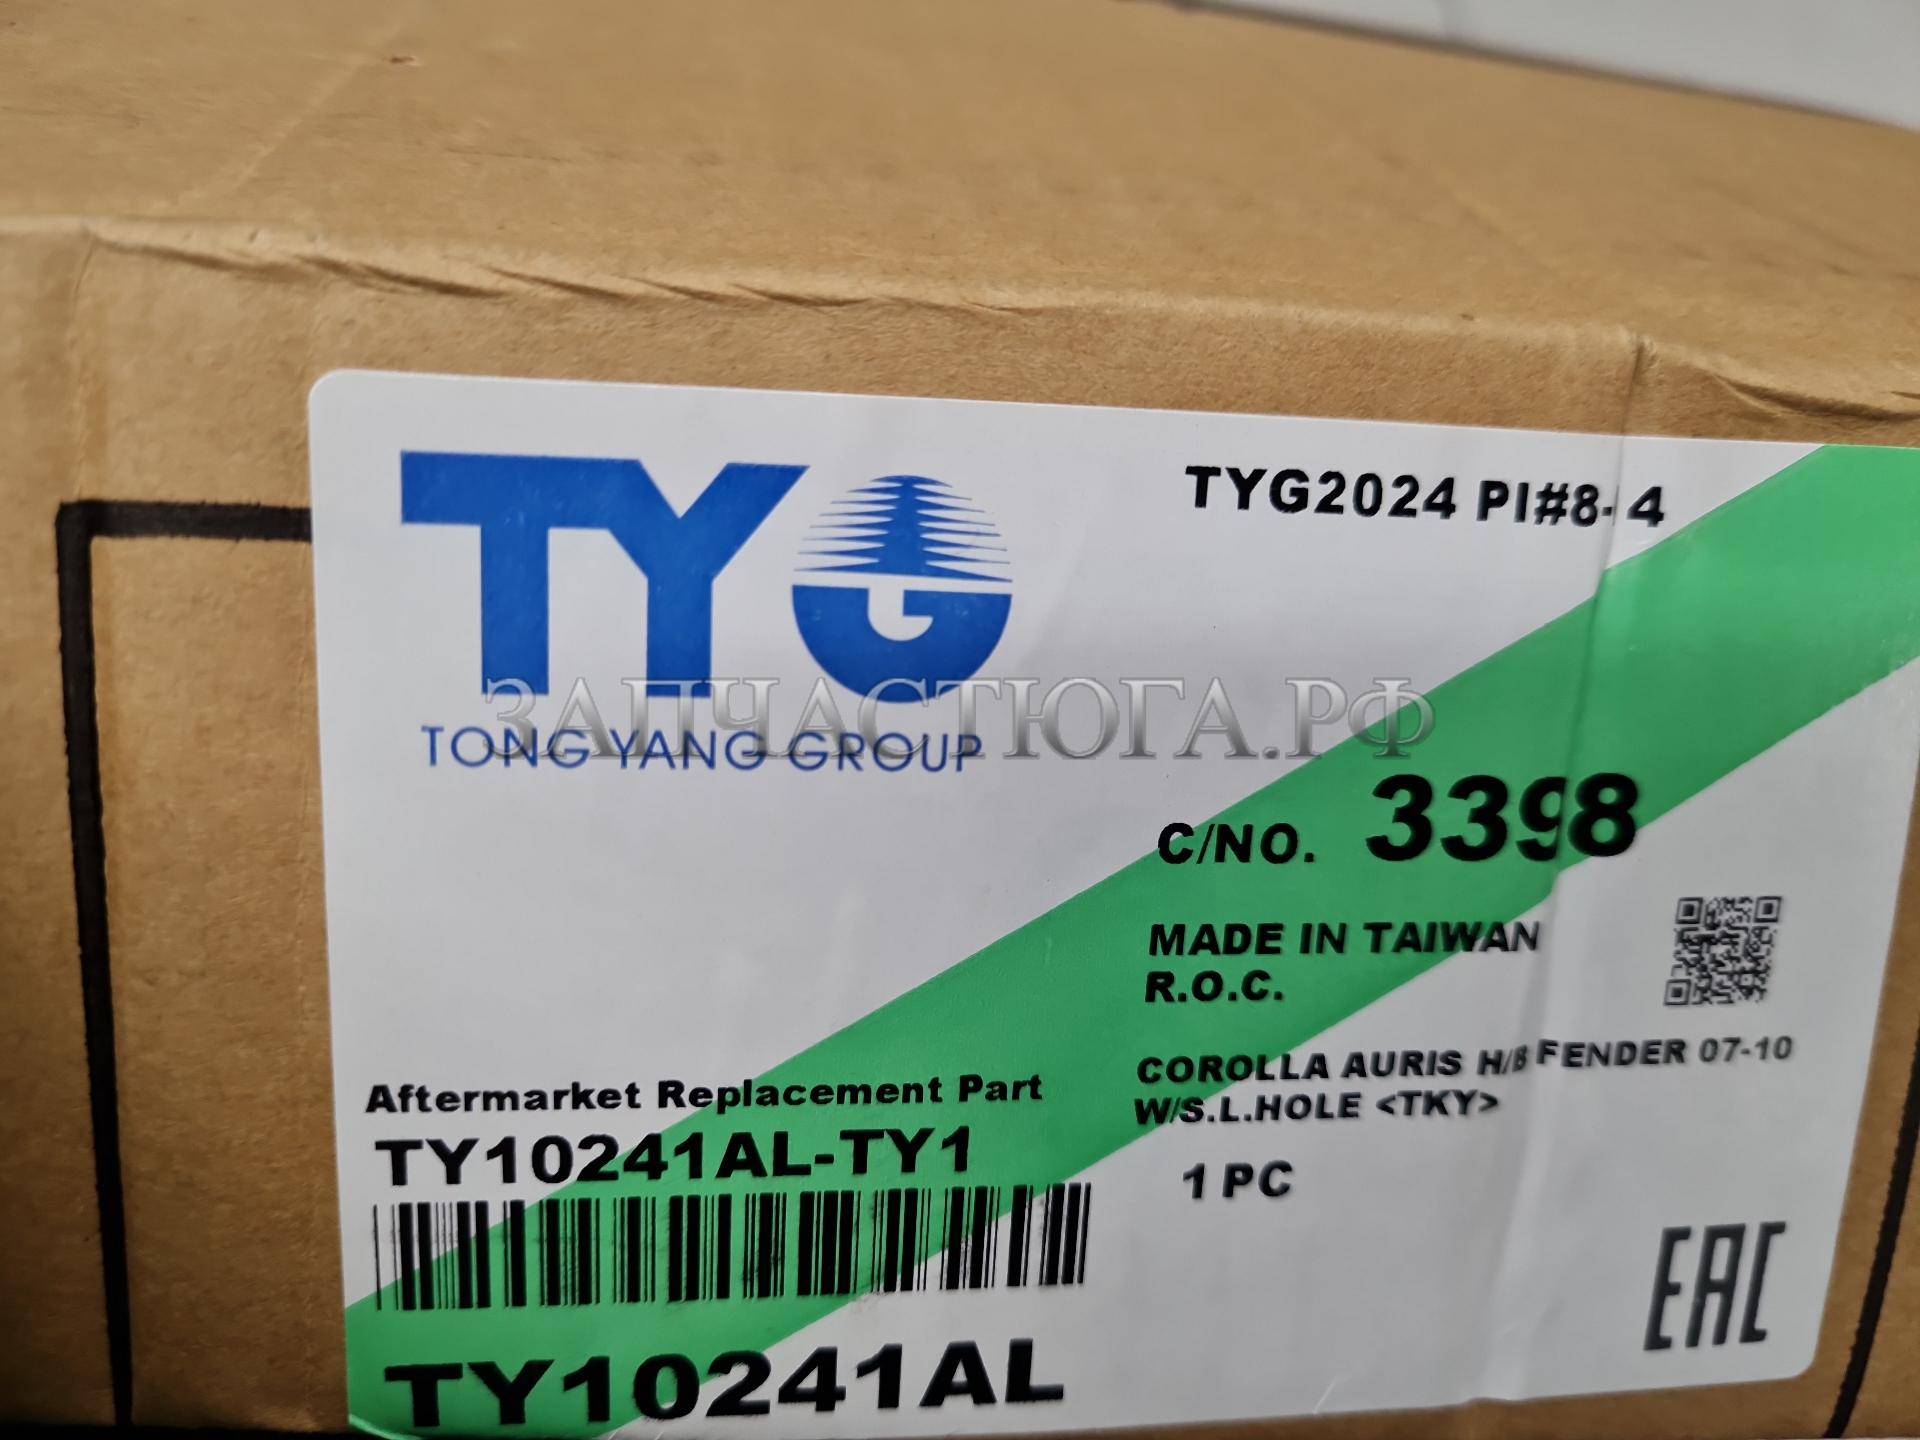 TYG
TYG2024 PI#8-4
ЗАПЧАСТЮГА.РФ
TONG YANG GROUP
C/NO. 3398
MADE IN TAIWAN
R.O.C.
COROLLA AURIS H/B FENDER 07-10
W/S.L.HOLE <TKY>
1 PC
Aftermarket Replacement Part
TY10241AL-TY1
TY10241AL
EAC